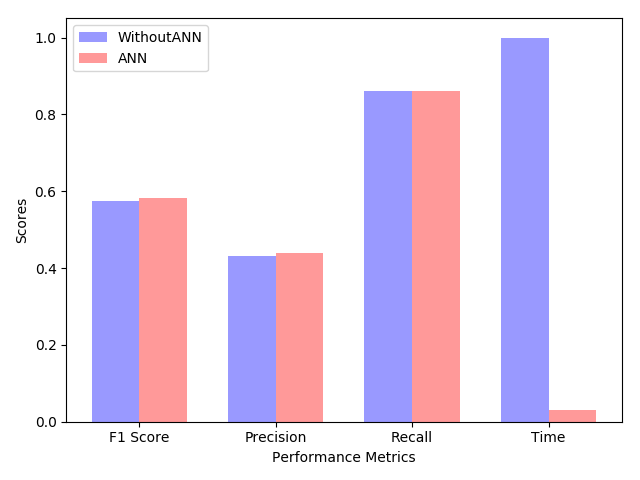 WithoutANN
ANN
Scores
1.0
0.8
0.6
0.4
0.2
0.0
F1 Score
Precision
Recall
Time
Performance Metrics